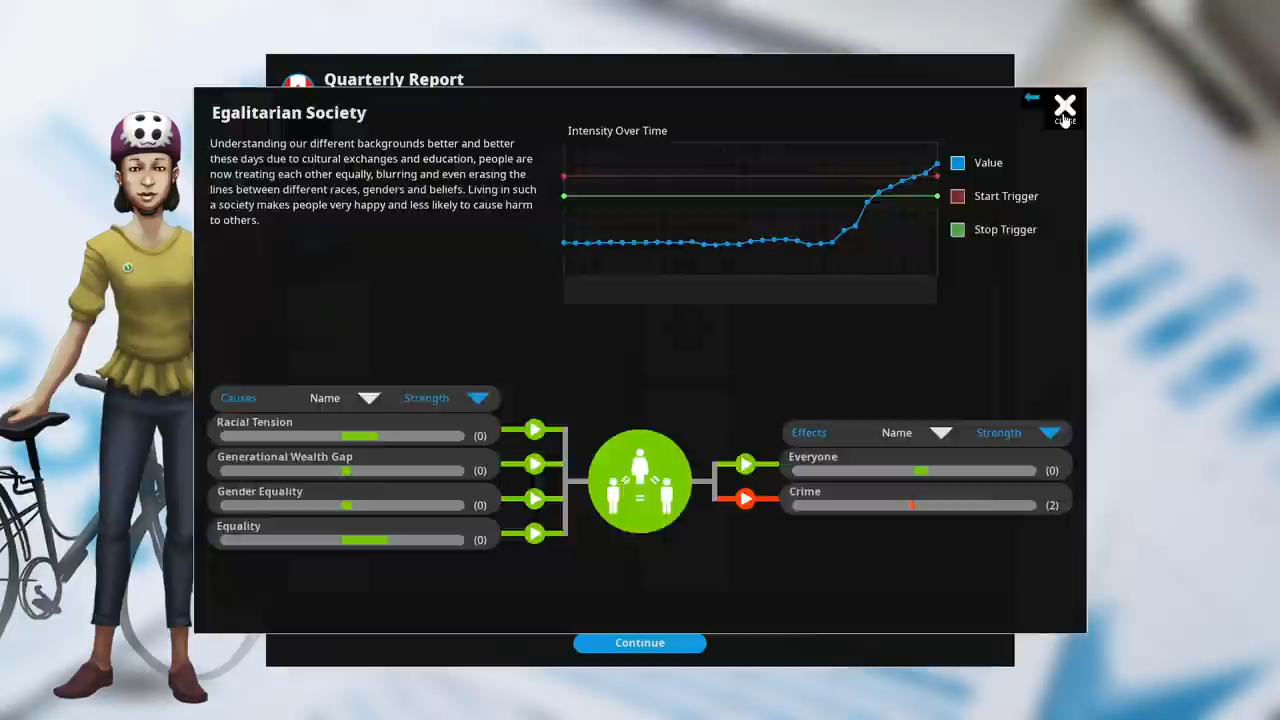 Quarterly Report
Egalitarian Society
CLOSE
Understanding our different backgrounds better and better
these days due to cultural exchanges and education, people are
now treating each other equally, blurring and even erasing the
lines between different races, genders and beliefs. Living in such
a society makes people very happy and less likely to cause harm
to others.
Intensity Over Time
Value
Start Trigger
Stop Trigger
Causes Name Strength
Racial Tension
(0)
Generational Wealth Gap
(0)
Gender Equality
(0)
Equality
(0)
Effects Name Strength
Everyone
(0)
Crime
(2)
Continue